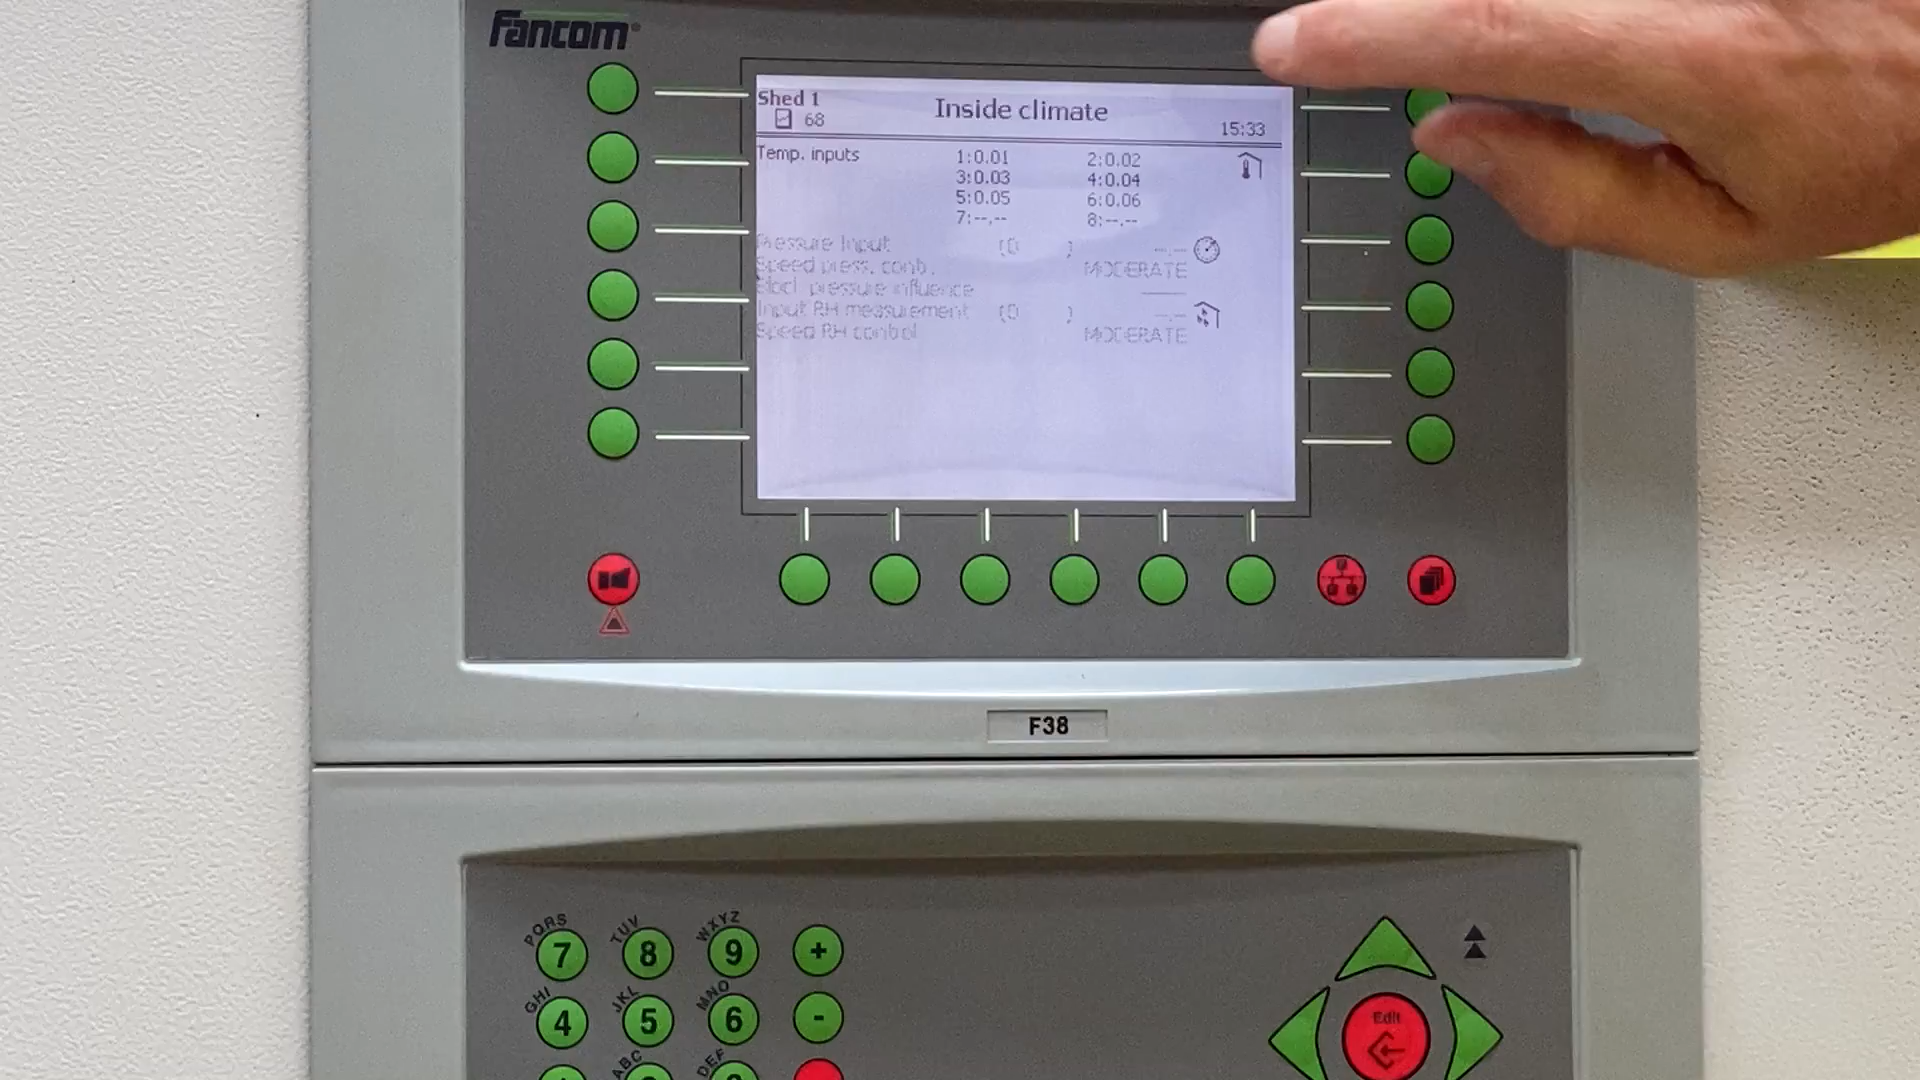 Fancom
Shed 1
68
Inside climate
15:33
Temp. inputs 1:0.01 2:0.02
3:0.03 4:0.04
5:0.05 6:0.06
7:--.-- 8:--.--
Pressure Input (0 ) --.--
Speed press. contr. MODERATE
pressure influence
Input RH measurement (0 ) --.--
Speed RH control MODERATE
F38
PQRS TUV WXYZ
7 8 9 +
GHI JKL MNO
4 5 6 -
Edit
ABC DEF